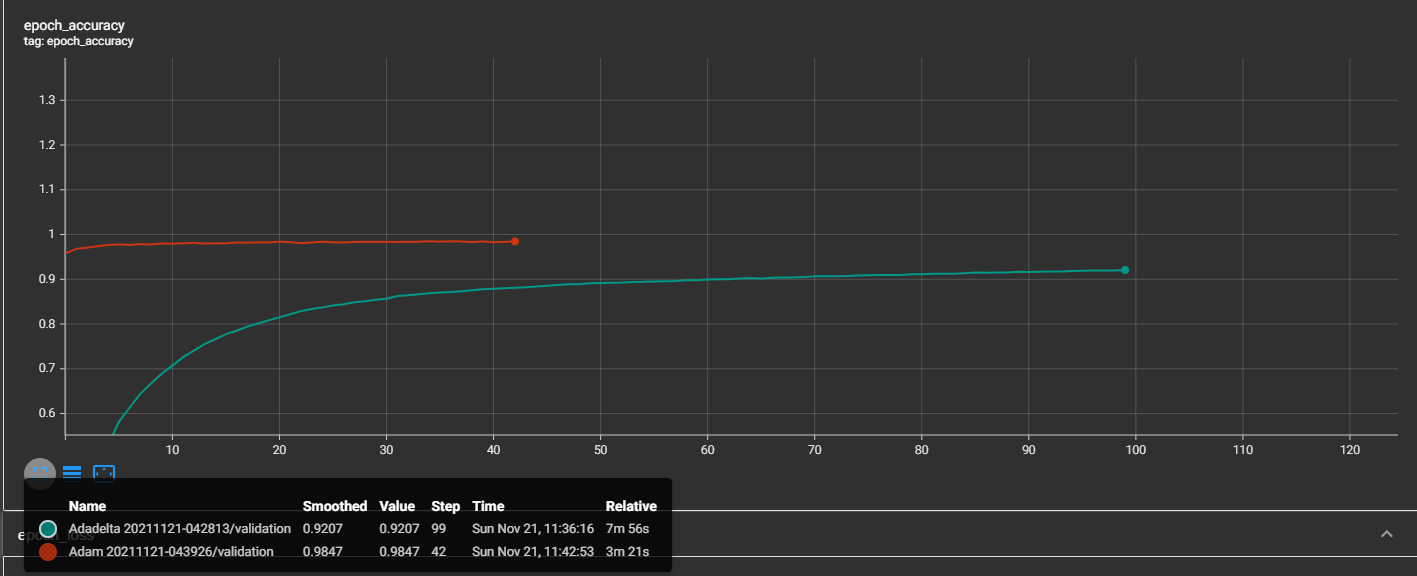 epoch_accuracy
tag: epoch_accuracy
1.3
1.2
1.1
1
0.9
0.8
0.7
0.6
10 20 30 40 50 60 70 80 90 100 110 120
Name Smoothed Value Step Time Relative
Adadelta 20211121-042813/validation 0.9207 0.9207 99 Sun Nov 21, 11:36:16 7m 56s
epoch_loss
Adam 20211121-043926/validation 0.9847 0.9847 42 Sun Nov 21, 11:42:53 3m 21s